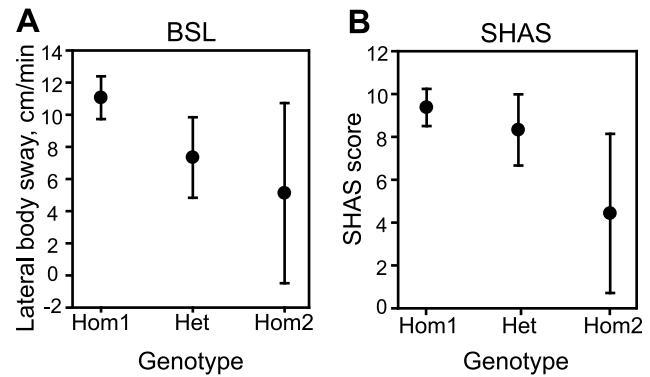 A
BSL
Lateral body sway, cm/min
14
12
10
8
6
4
2
0
-2
Hom1 Het Hom2
Genotype
B
SHAS
SHAS score
12
10
8
6
4
2
0
Hom1 Het Hom2
Genotype